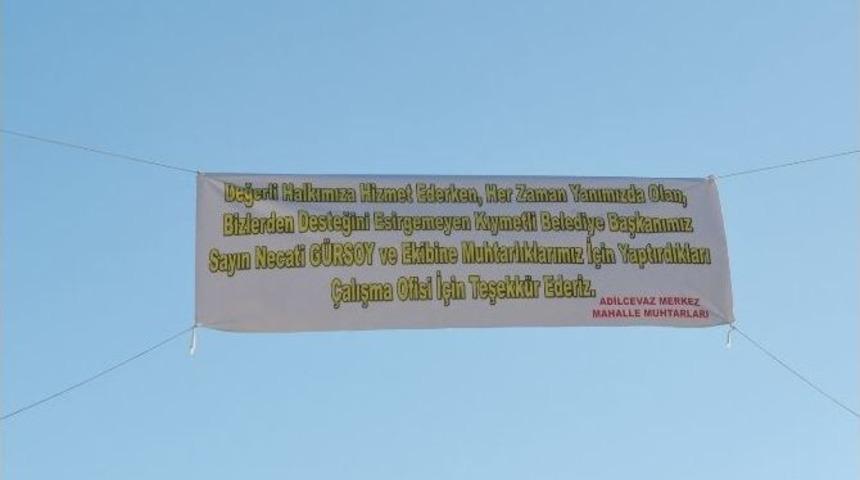 Değerli Halkımıza Hizmet Ederken, Her Zaman Yanımızda Olan,
Bizlerden Desteğini Esirgemeyen Kıymetli Belediye Başkanımız
Sayın Necati GÜRSOY ve Ekibine Muhtarlıklarımız İçin Yaptırdıkları
Çalışma Ofisi İçin Teşekkür Ederiz.
ADİLCEVAZ MERKEZ
MAHALLE MUHTARLARI